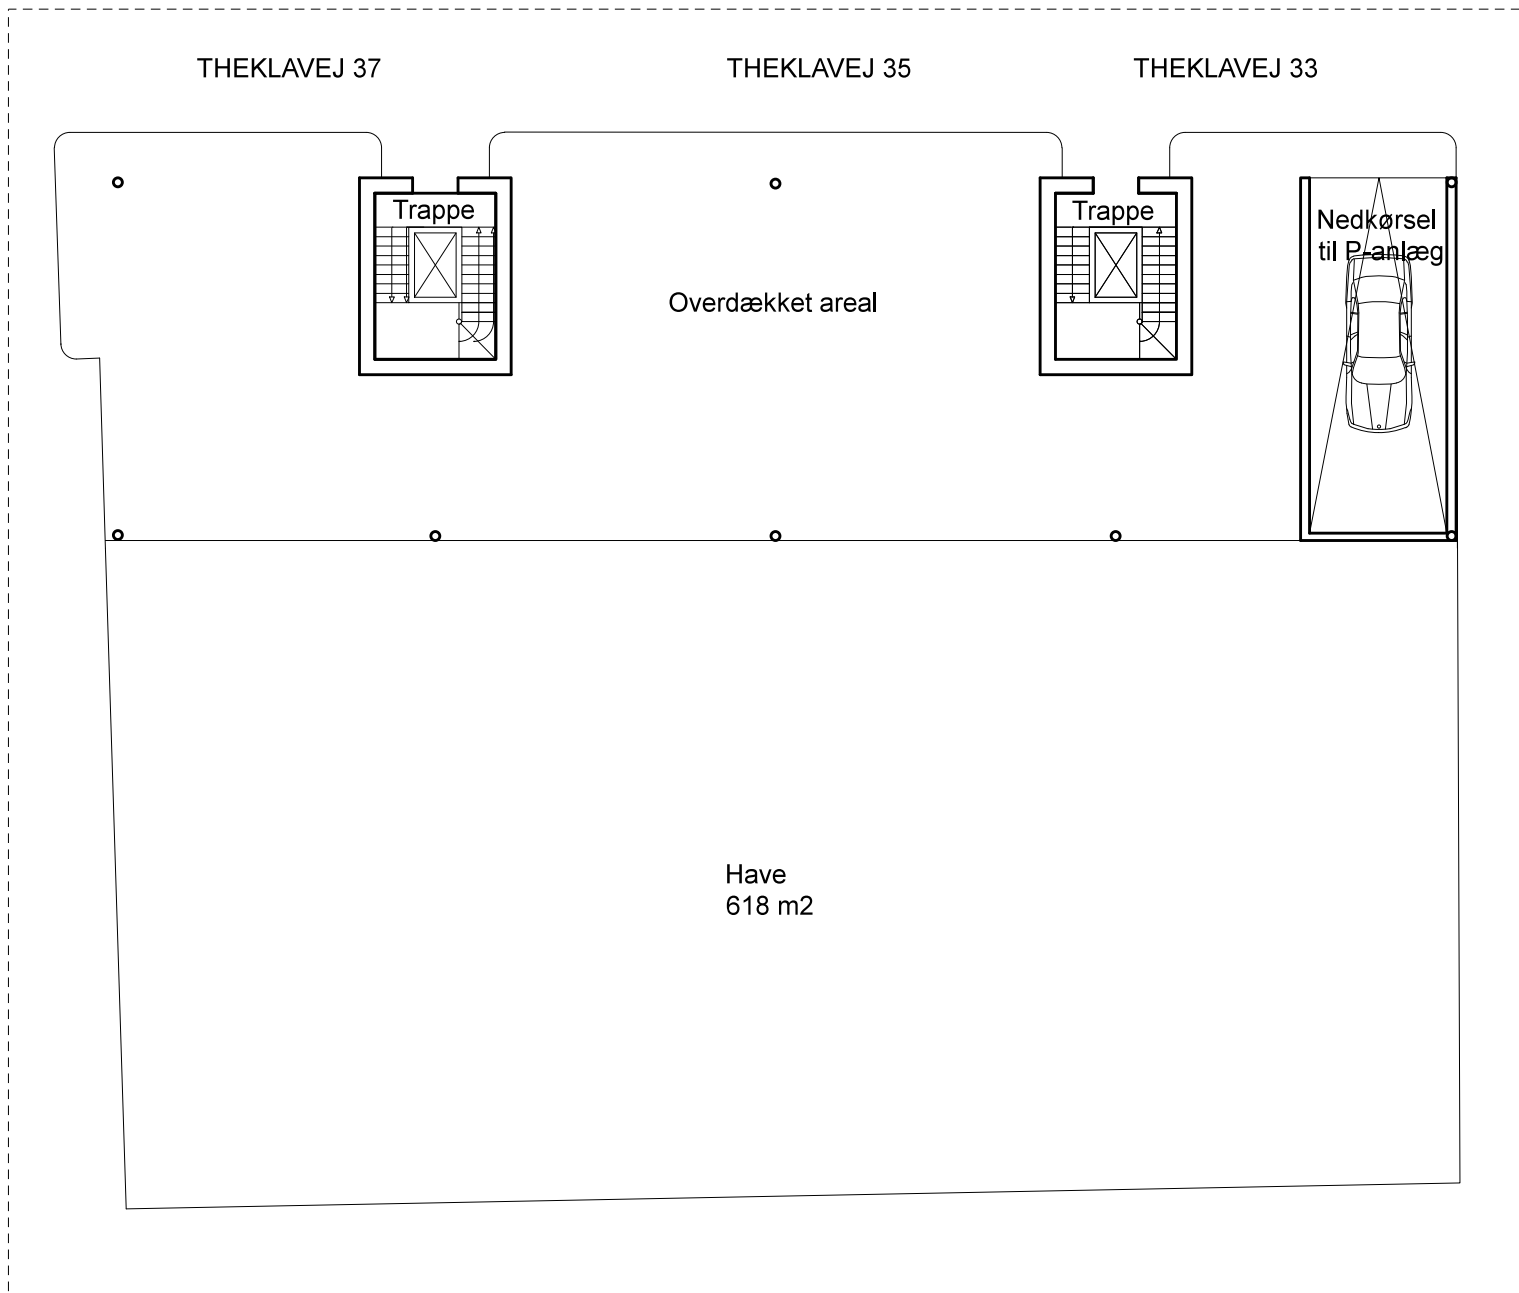 THEKLAVEJ 37
THEKLAVEJ 35
THEKLAVEJ 33
Trappe
Trappe
Nedkørsel
til P-anlæg
Overdækket areal
Have
618 m2